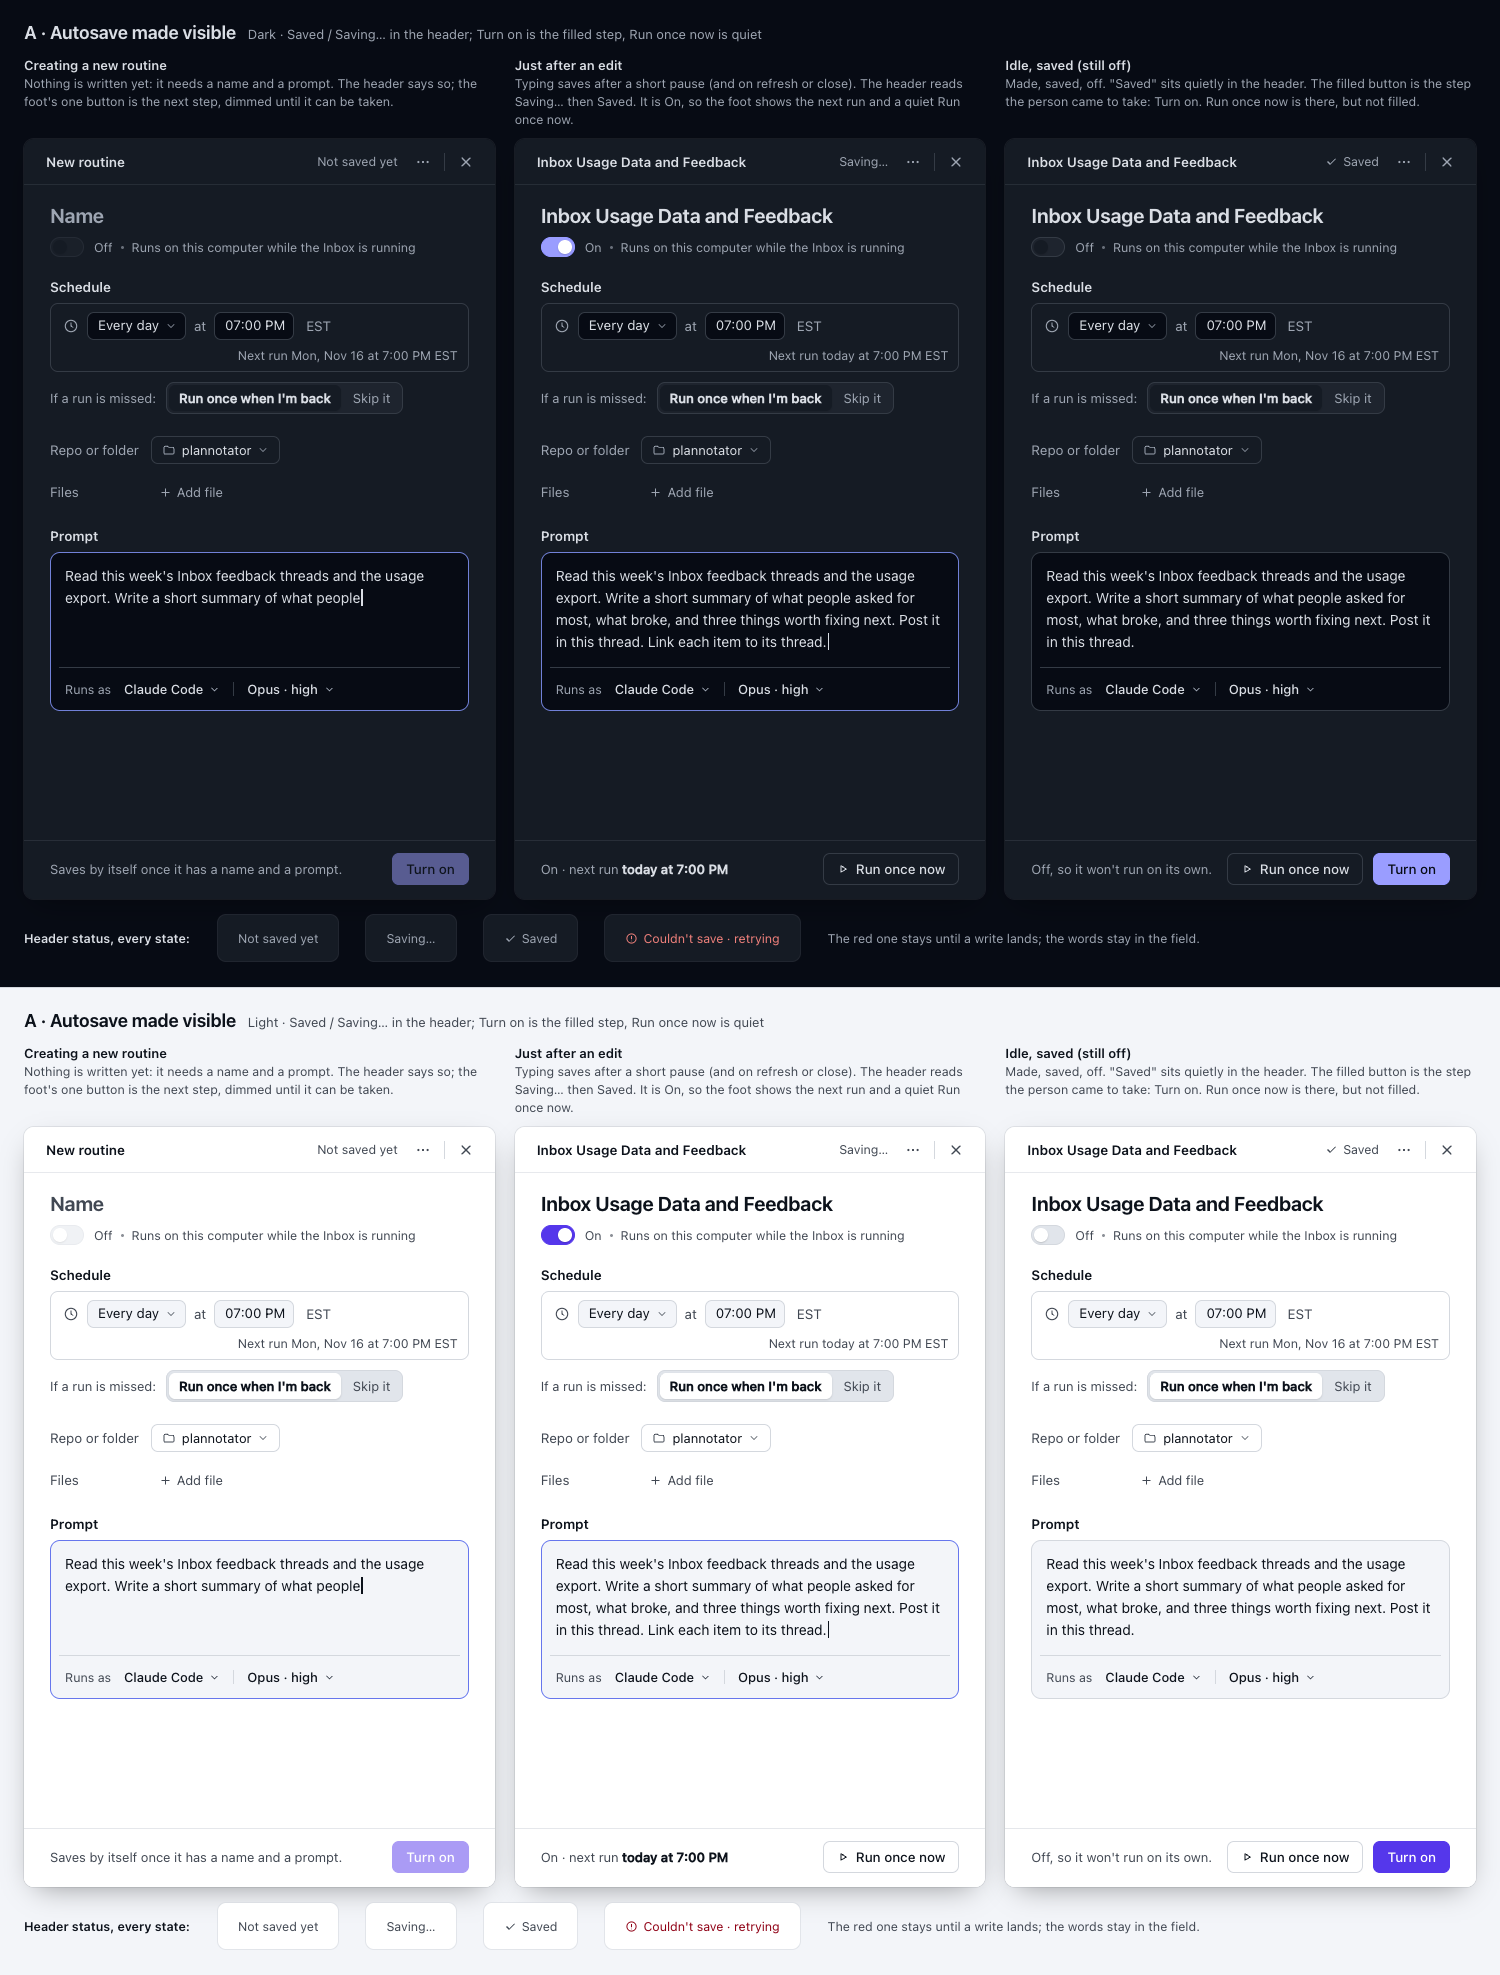 A · Autosave made visible Dark · Saved / Saving... in the header; Turn on is the filled step, Run once now is quiet
Creating a new routine
Nothing is written yet: it needs a name and a prompt. The header says so; the
foot's one button is the next step, dimmed until it can be taken.
Just after an edit
Typing saves after a short pause (and on refresh or close). The header reads
Saving... then Saved. It is On, so the foot shows the next run and a quiet Run
once now.
Idle, saved (still off)
Made, saved, off. "Saved" sits quietly in the header. The filled button is the step
the person came to take: Turn on. Run once now is there, but not filled.
New routine Not saved yet
Name
Off • Runs on this computer while the Inbox is running
Schedule
Every day at 07:00 PM EST
Next run Mon, Nov 16 at 7:00 PM EST
If a run is missed: Run once when I'm back Skip it
Repo or folder plannotator
Files + Add file
Prompt
Read this week's Inbox feedback threads and the usage
export. Write a short summary of what people
Runs as Claude Code Opus · high
Saves by itself once it has a name and a prompt. Turn on
Inbox Usage Data and Feedback Saving...
Inbox Usage Data and Feedback
On • Runs on this computer while the Inbox is running
Schedule
Every day at 07:00 PM EST
Next run today at 7:00 PM EST
If a run is missed: Run once when I'm back Skip it
Repo or folder plannotator
Files + Add file
Prompt
Read this week's Inbox feedback threads and the usage
export. Write a short summary of what people asked for
most, what broke, and three things worth fixing next. Post it
in this thread. Link each item to its thread.
Runs as Claude Code Opus · high
On · next run today at 7:00 PM Run once now
Inbox Usage Data and Feedback Saved
Inbox Usage Data and Feedback
Off • Runs on this computer while the Inbox is running
Schedule
Every day at 07:00 PM EST
Next run Mon, Nov 16 at 7:00 PM EST
If a run is missed: Run once when I'm back Skip it
Repo or folder plannotator
Files + Add file
Prompt
Read this week's Inbox feedback threads and the usage
export. Write a short summary of what people asked for
most, what broke, and three things worth fixing next. Post it
in this thread.
Runs as Claude Code Opus · high
Off, so it won't run on its own. Run once now Turn on
Header status, every state: Not saved yet Saving... Saved Couldn't save · retrying The red one stays until a write lands; the words stay in the field.
A · Autosave made visible Light · Saved / Saving... in the header; Turn on is the filled step, Run once now is quiet
Creating a new routine
Nothing is written yet: it needs a name and a prompt. The header says so; the
foot's one button is the next step, dimmed until it can be taken.
Just after an edit
Typing saves after a short pause (and on refresh or close). The header reads
Saving... then Saved. It is On, so the foot shows the next run and a quiet Run
once now.
Idle, saved (still off)
Made, saved, off. "Saved" sits quietly in the header. The filled button is the step
the person came to take: Turn on. Run once now is there, but not filled.
New routine Not saved yet
Name
Off • Runs on this computer while the Inbox is running
Schedule
Every day at 07:00 PM EST
Next run Mon, Nov 16 at 7:00 PM EST
If a run is missed: Run once when I'm back Skip it
Repo or folder plannotator
Files + Add file
Prompt
Read this week's Inbox feedback threads and the usage
export. Write a short summary of what people
Runs as Claude Code Opus · high
Saves by itself once it has a name and a prompt. Turn on
Inbox Usage Data and Feedback Saving...
Inbox Usage Data and Feedback
On • Runs on this computer while the Inbox is running
Schedule
Every day at 07:00 PM EST
Next run today at 7:00 PM EST
If a run is missed: Run once when I'm back Skip it
Repo or folder plannotator
Files + Add file
Prompt
Read this week's Inbox feedback threads and the usage
export. Write a short summary of what people asked for
most, what broke, and three things worth fixing next. Post it
in this thread. Link each item to its thread.
Runs as Claude Code Opus · high
On · next run today at 7:00 PM Run once now
Inbox Usage Data and Feedback Saved
Inbox Usage Data and Feedback
Off • Runs on this computer while the Inbox is running
Schedule
Every day at 07:00 PM EST
Next run Mon, Nov 16 at 7:00 PM EST
If a run is missed: Run once when I'm back Skip it
Repo or folder plannotator
Files + Add file
Prompt
Read this week's Inbox feedback threads and the usage
export. Write a short summary of what people asked for
most, what broke, and three things worth fixing next. Post it
in this thread.
Runs as Claude Code Opus · high
Off, so it won't run on its own. Run once now Turn on
Header status, every state: Not saved yet Saving... Saved Couldn't save · retrying The red one stays until a write lands; the words stay in the field.